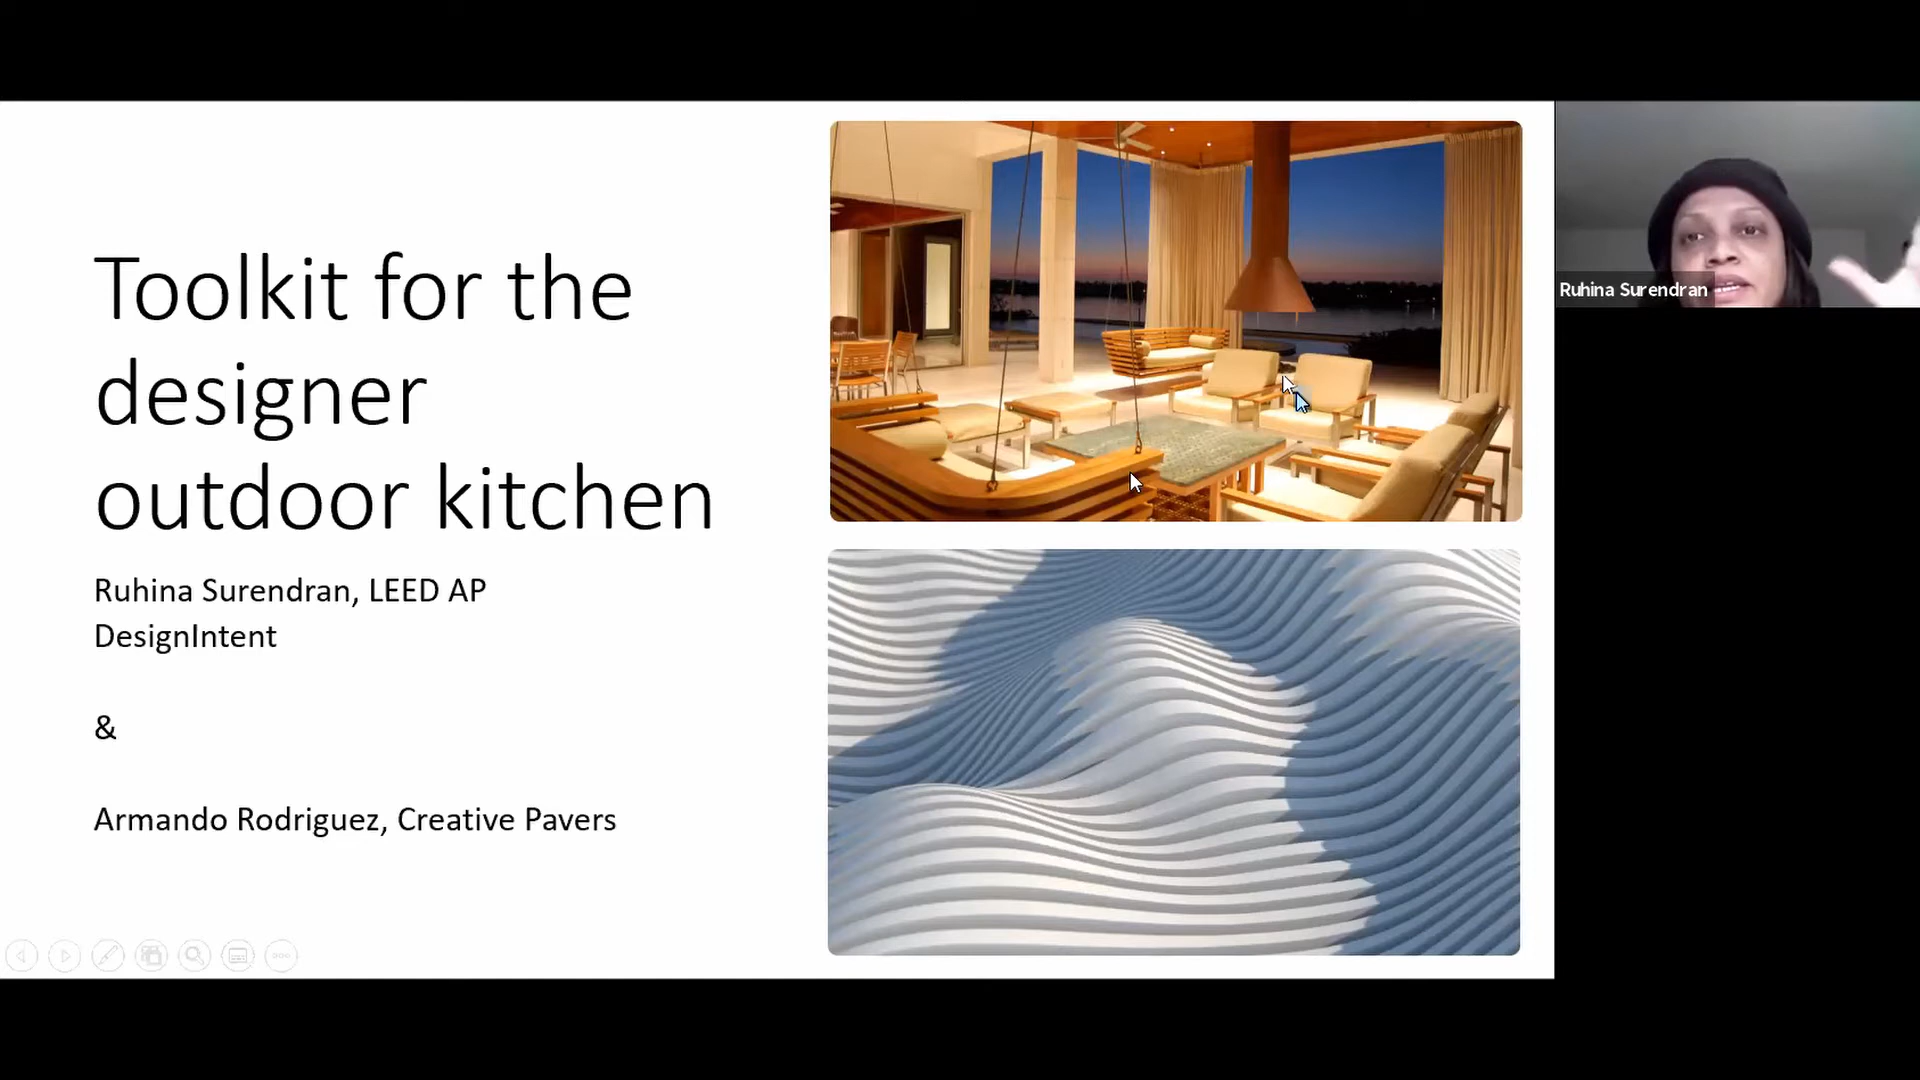 Toolkit for the
designer
outdoor kitchen
Ruhina Surendran, LEED AP
DesignIntent
&
Armando Rodriguez, Creative Pavers
Ruhina Surendran